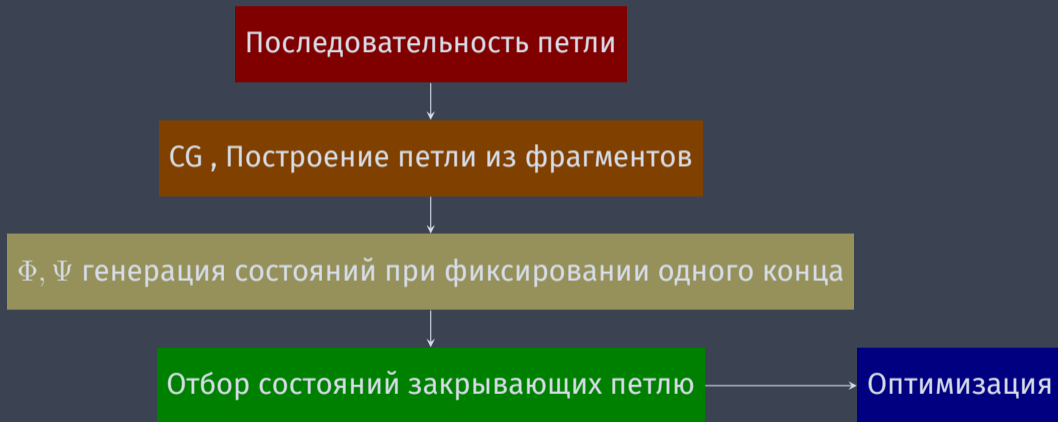 Последовательность петли
CG , Построение петли из фрагментов
Φ, Ψ генерация состояний при фиксировании одного конца
Отбор состояний закрывающих петлю
Оптимизация